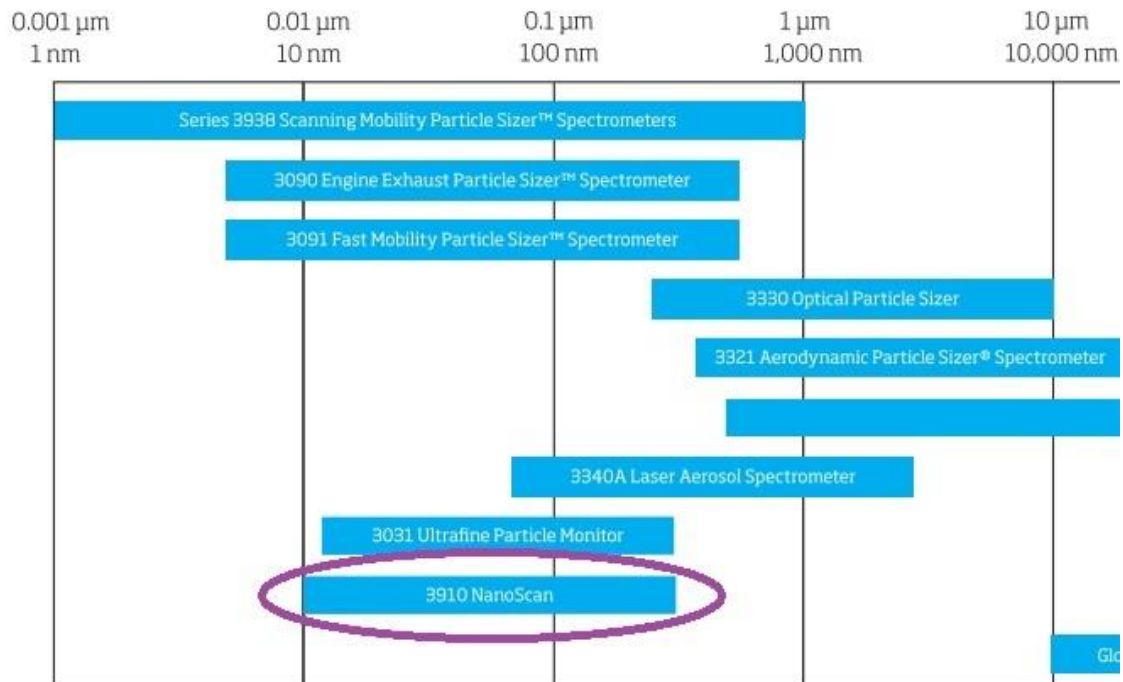 0.001 µm 0.01 µm 0.1 µm 1 µm 10 µm
1 nm 10 nm 100 nm 1,000 nm 10,000 nm
Series 3938 Scanning Mobility Particle Sizer™ Spectrometers
3090 Engine Exhaust Particle Sizer™ Spectrometer
3091 Fast Mobility Particle Sizer™ Spectrometer
3330 Optical Particle Sizer
3321 Aerodynamic Particle Sizer® Spectrometer
3340A Laser Aerosol Spectrometer
3031 Ultrafine Particle Monitor
3910 NanoScan